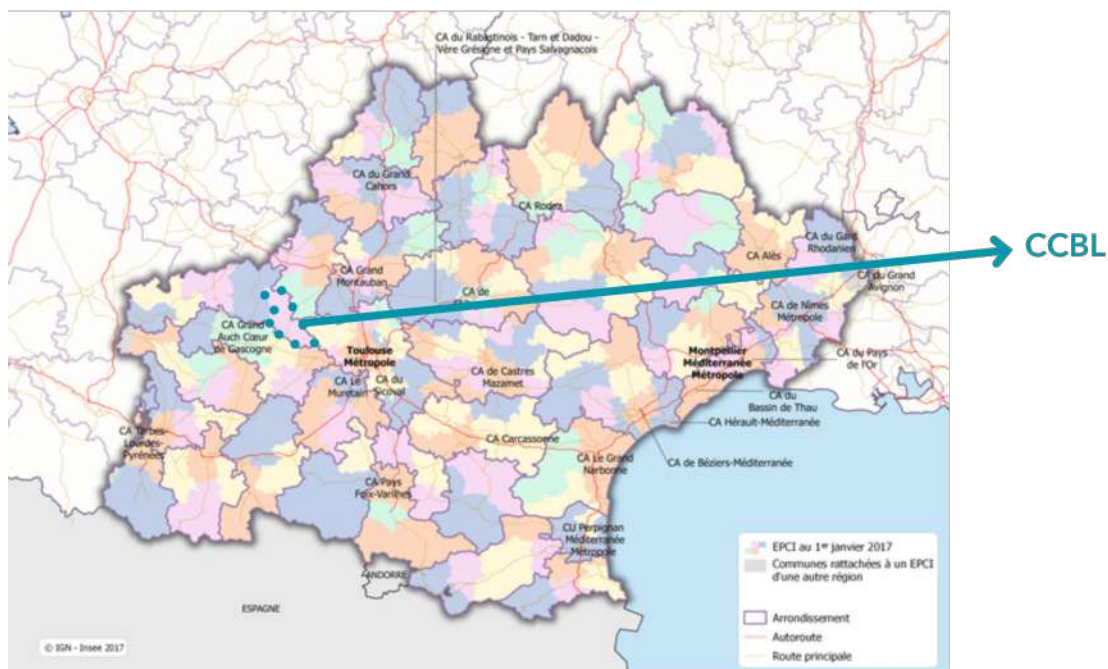 CA du Rabastinois - Tarn et Dadou -
Vère Grésigne et Pays Salvagnacois
CA du Grand
Cahors
CA Rodez
CA du Gard
Rhodanien
CA Alès
CCBL
CA Grand
Montauban
CA du Grand
Avignon
CA de
CA de Nîmes
Métropole
CA Grand
Auch Cœur
de Gascogne
Toulouse
Métropole
Montpellier
Méditerranée
Métropole
CA du Pays
de l'Or
CA de Castres
Mazamet
CA Le
Muretain
CA du
Sicoval
CA du
Bassin de Thau
CA Hérault-Méditerranée
CA Tarbes-
Lourdes-
Pyrénées
CA Carcassonne
CA Le Grand
Narbonne
CA de Béziers-Méditerranée
CA Pays
Foix-Varilhes
CU Perpignan
Méditerranée
Métropole
ANDORRE
ESPAGNE
EPCI au 1er janvier 2017
Communes rattachées à un EPCI
d'une autre région
Arrondissement
Autoroute
Route principale
© IGN - Insee 2017